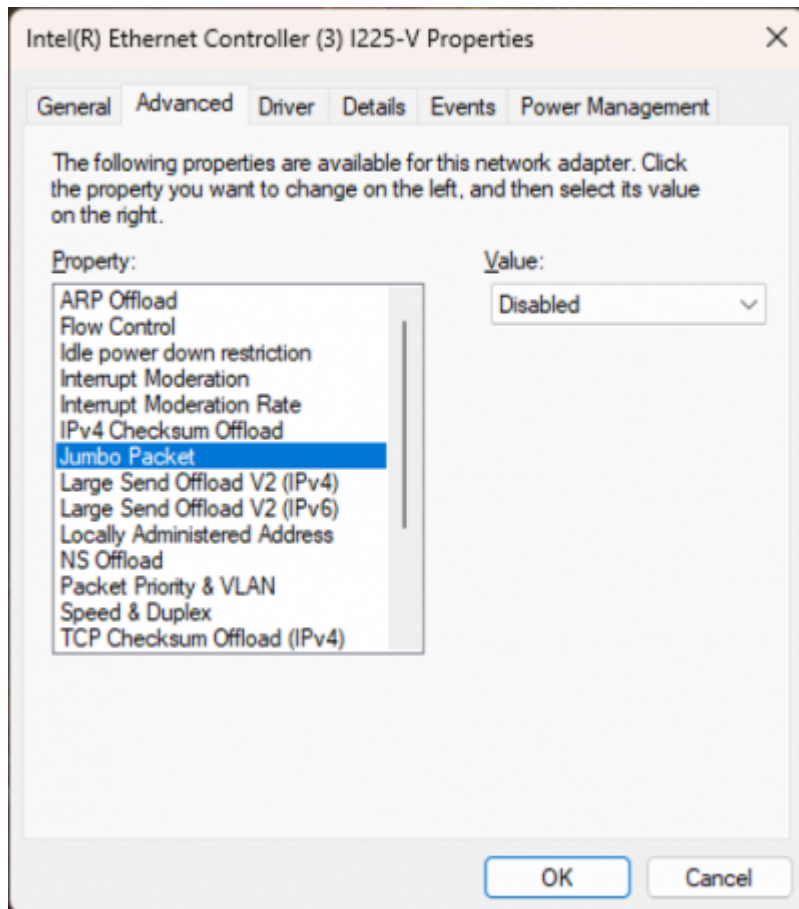 Intel(R) Ethernet Controller (3) I225-V Properties
General Advanced Driver Details Events Power Management
The following properties are available for this network adapter. Click
the property you want to change on the left, and then select its value
on the right.
Property: Value:
ARP Offload Disabled
Flow Control
Idle power down restriction
Interrupt Moderation
Interrupt Moderation Rate
IPv4 Checksum Offload
Jumbo Packet
Large Send Offload V2 (IPv4)
Large Send Offload V2 (IPv6)
Locally Administered Address
NS Offload
Packet Priority & VLAN
Speed & Duplex
TCP Checksum Offload (IPv4)
OK Cancel